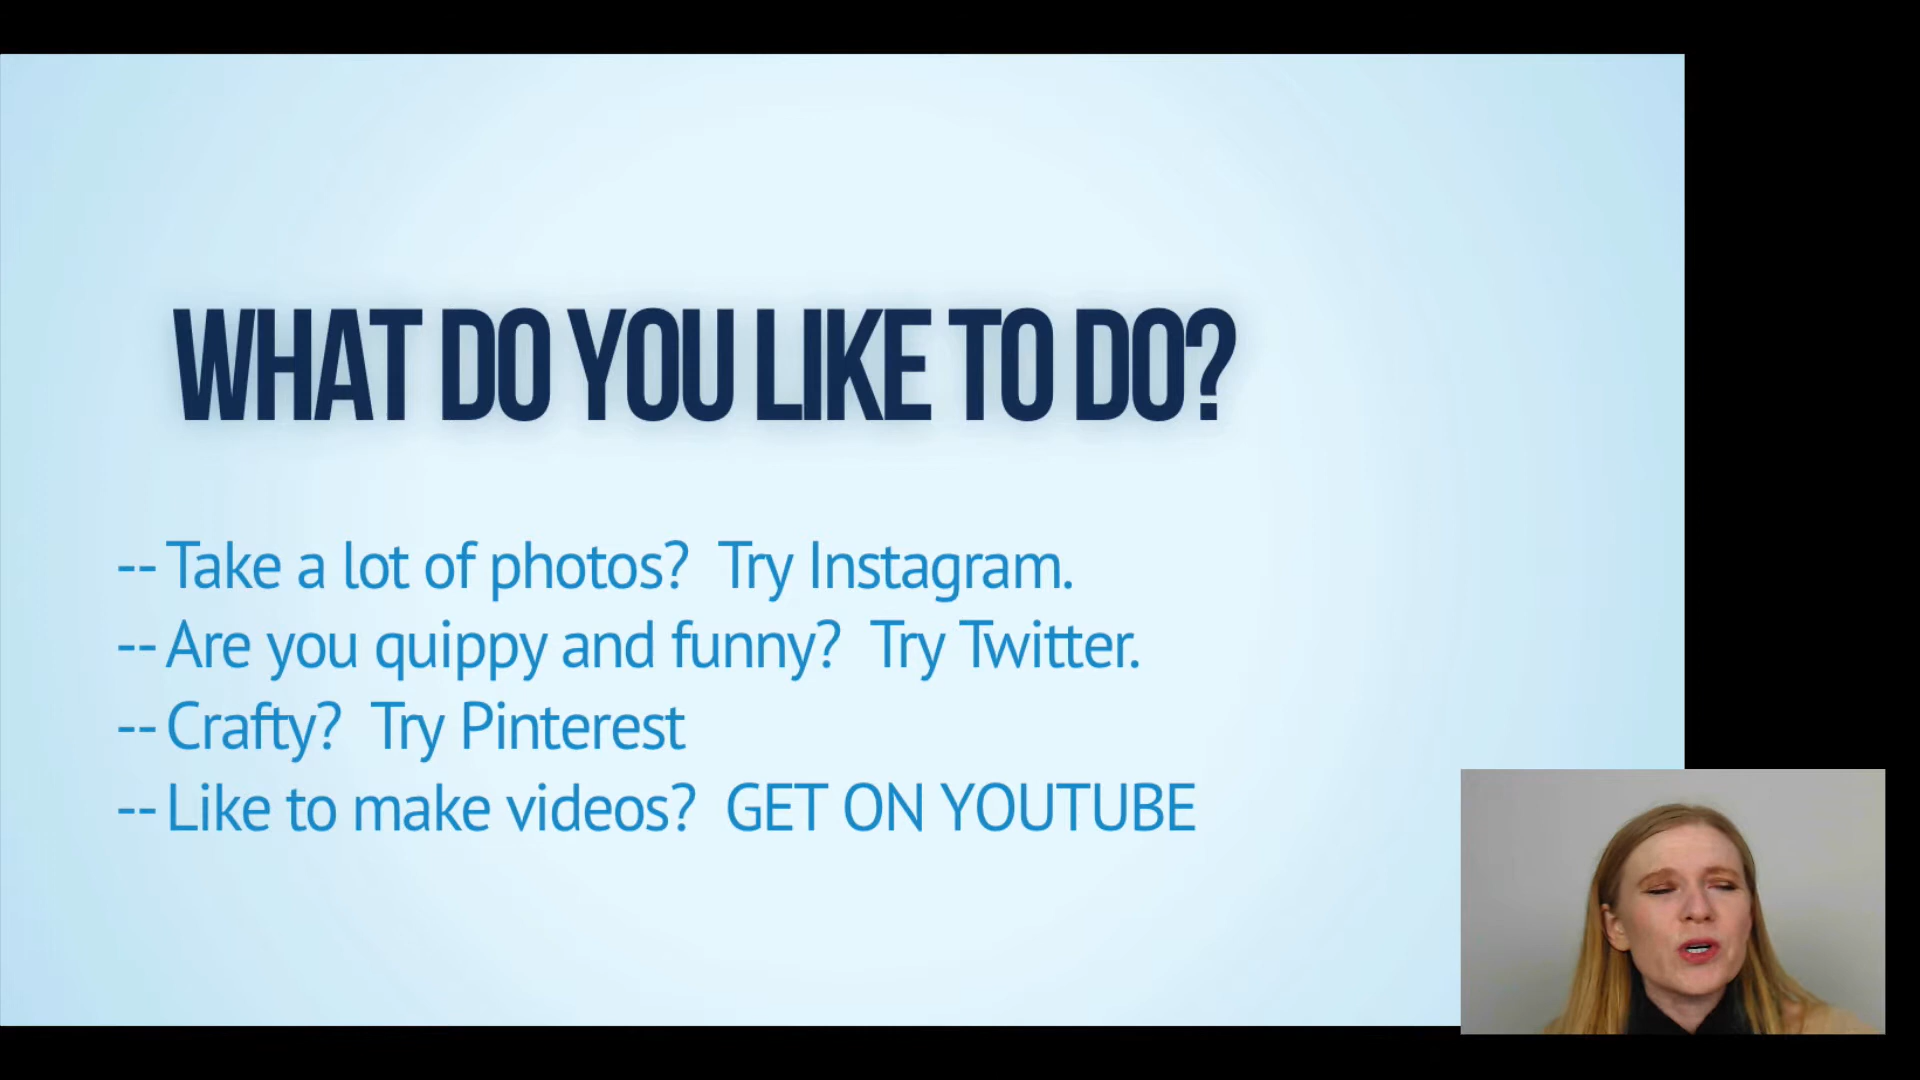 WHAT DO YOU LIKE TO DO?
-- Take a lot of photos? Try Instagram.
-- Are you quippy and funny? Try Twitter.
-- Crafty? Try Pinterest
-- Like to make videos? GET ON YOUTUBE